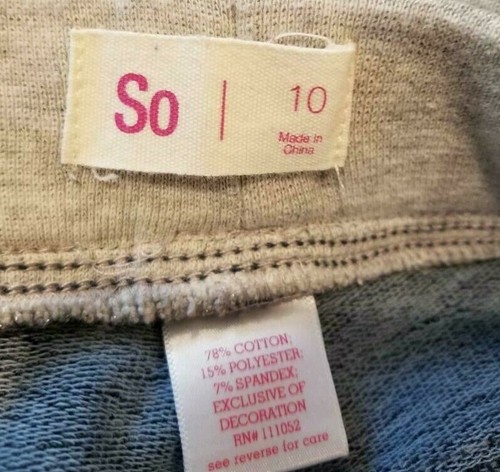 So | 10
Made in
China
78% COTTON;
15% POLYESTER;
7% SPANDEX;
EXCLUSIVE OF
DECORATION
RN# 111052
see reverse for care